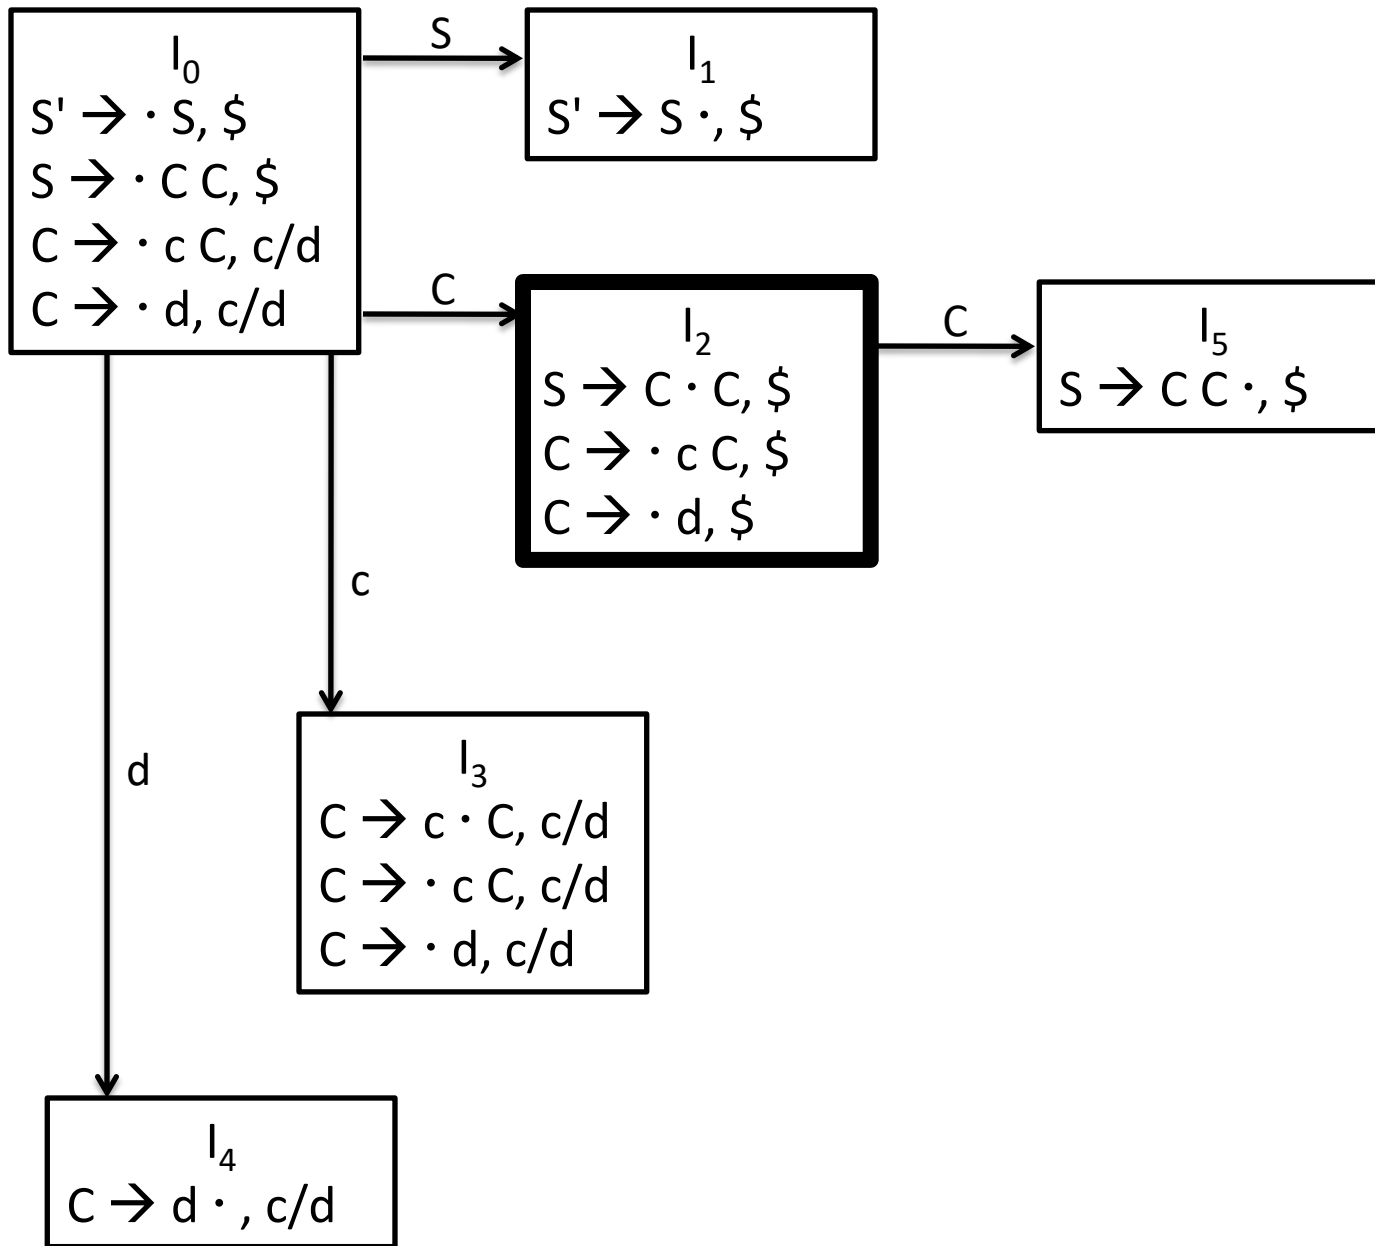 I₀
S' → · S, $
S → · C C, $
C → · c C, c/d
C → · d, c/d
S
I₁
S' → S ·, $
C
I₂
S → C · C, $
C → · c C, $
C → · d, $
C
I₅
S → C C ·, $
c
I₃
C → c · C, c/d
C → · c C, c/d
C → · d, c/d
d
I₄
C → d · , c/d